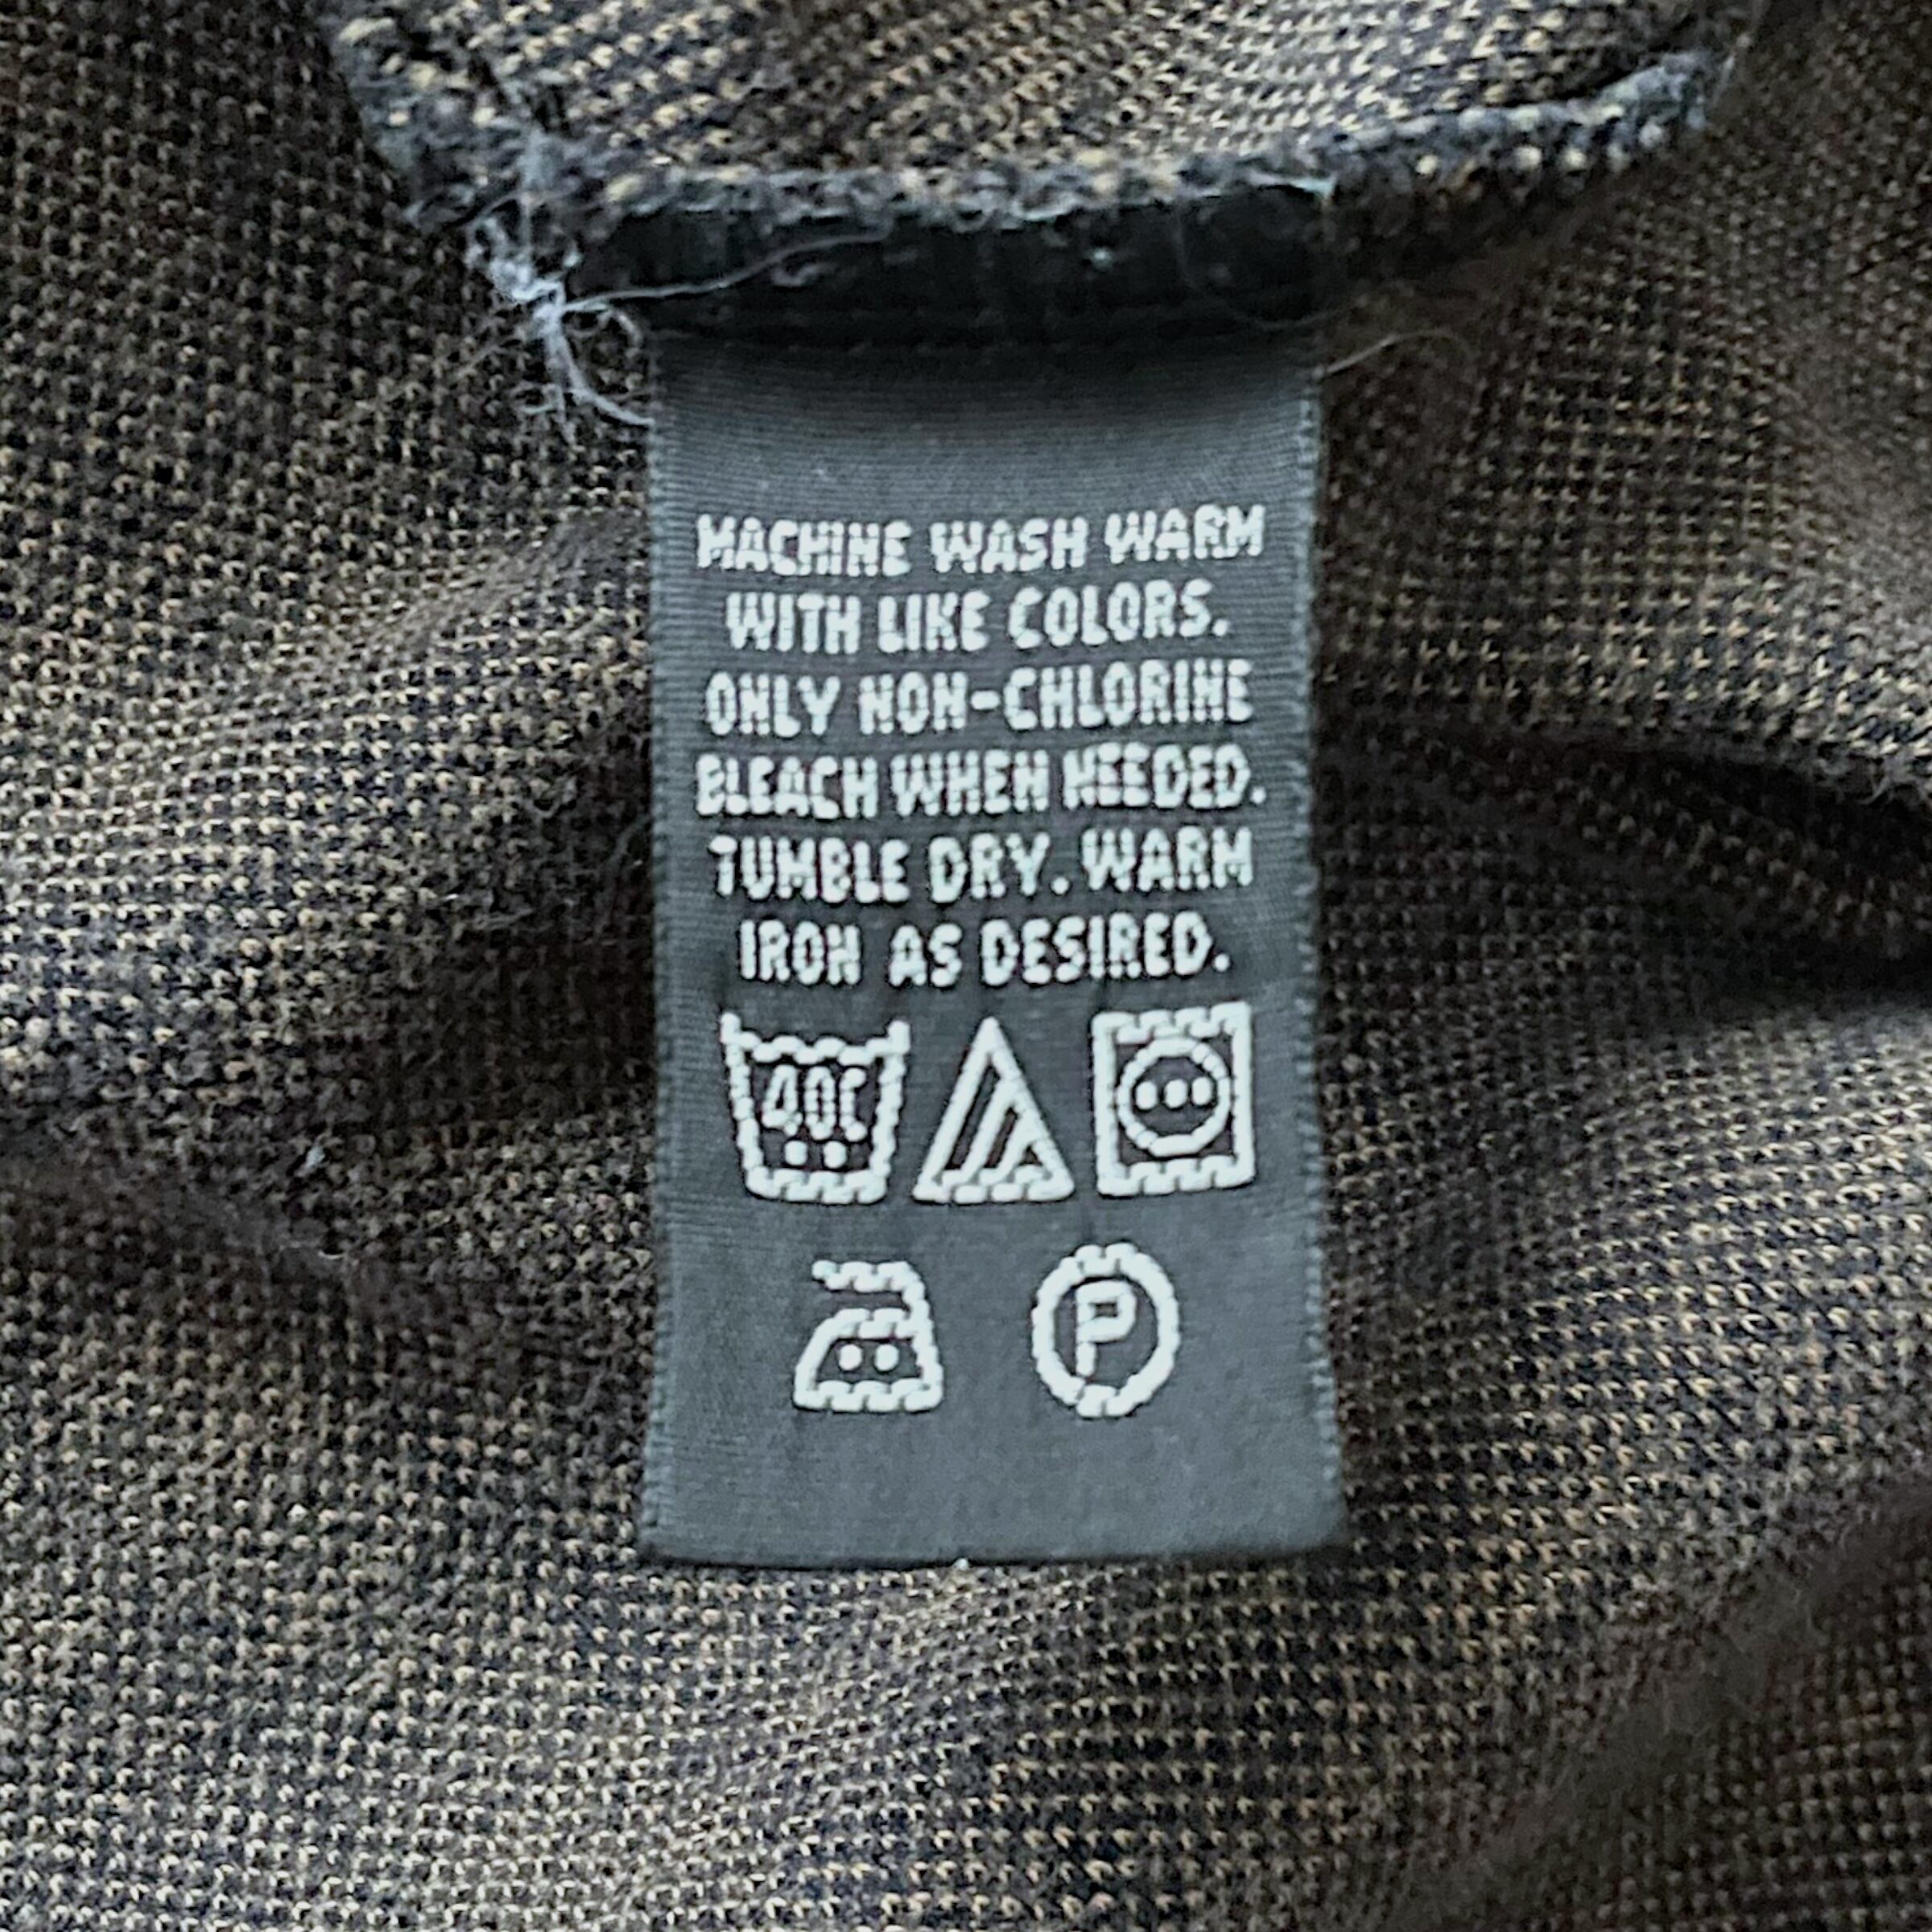 MACHINE WASH WARM
WITH LIKE COLORS.
ONLY NON-CHLORINE
BLEACH WHEN NEEDED.
TUMBLE DRY. WARM
IRON AS DESIRED.
40C
P